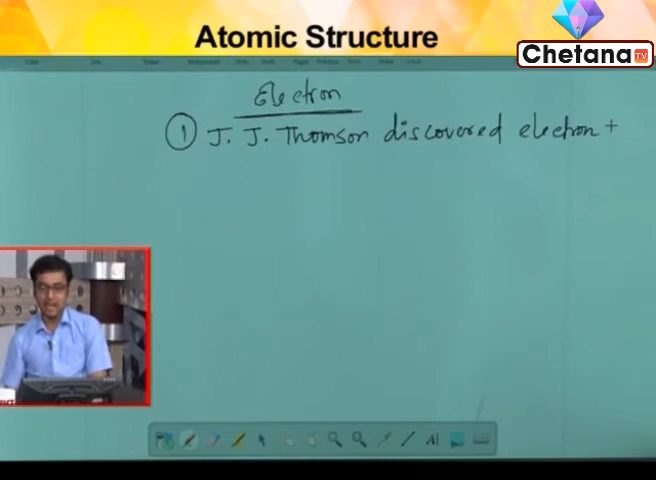 Atomic Structure
Chetana TV
Electron
① J. J. Thomson discovered electron +
A